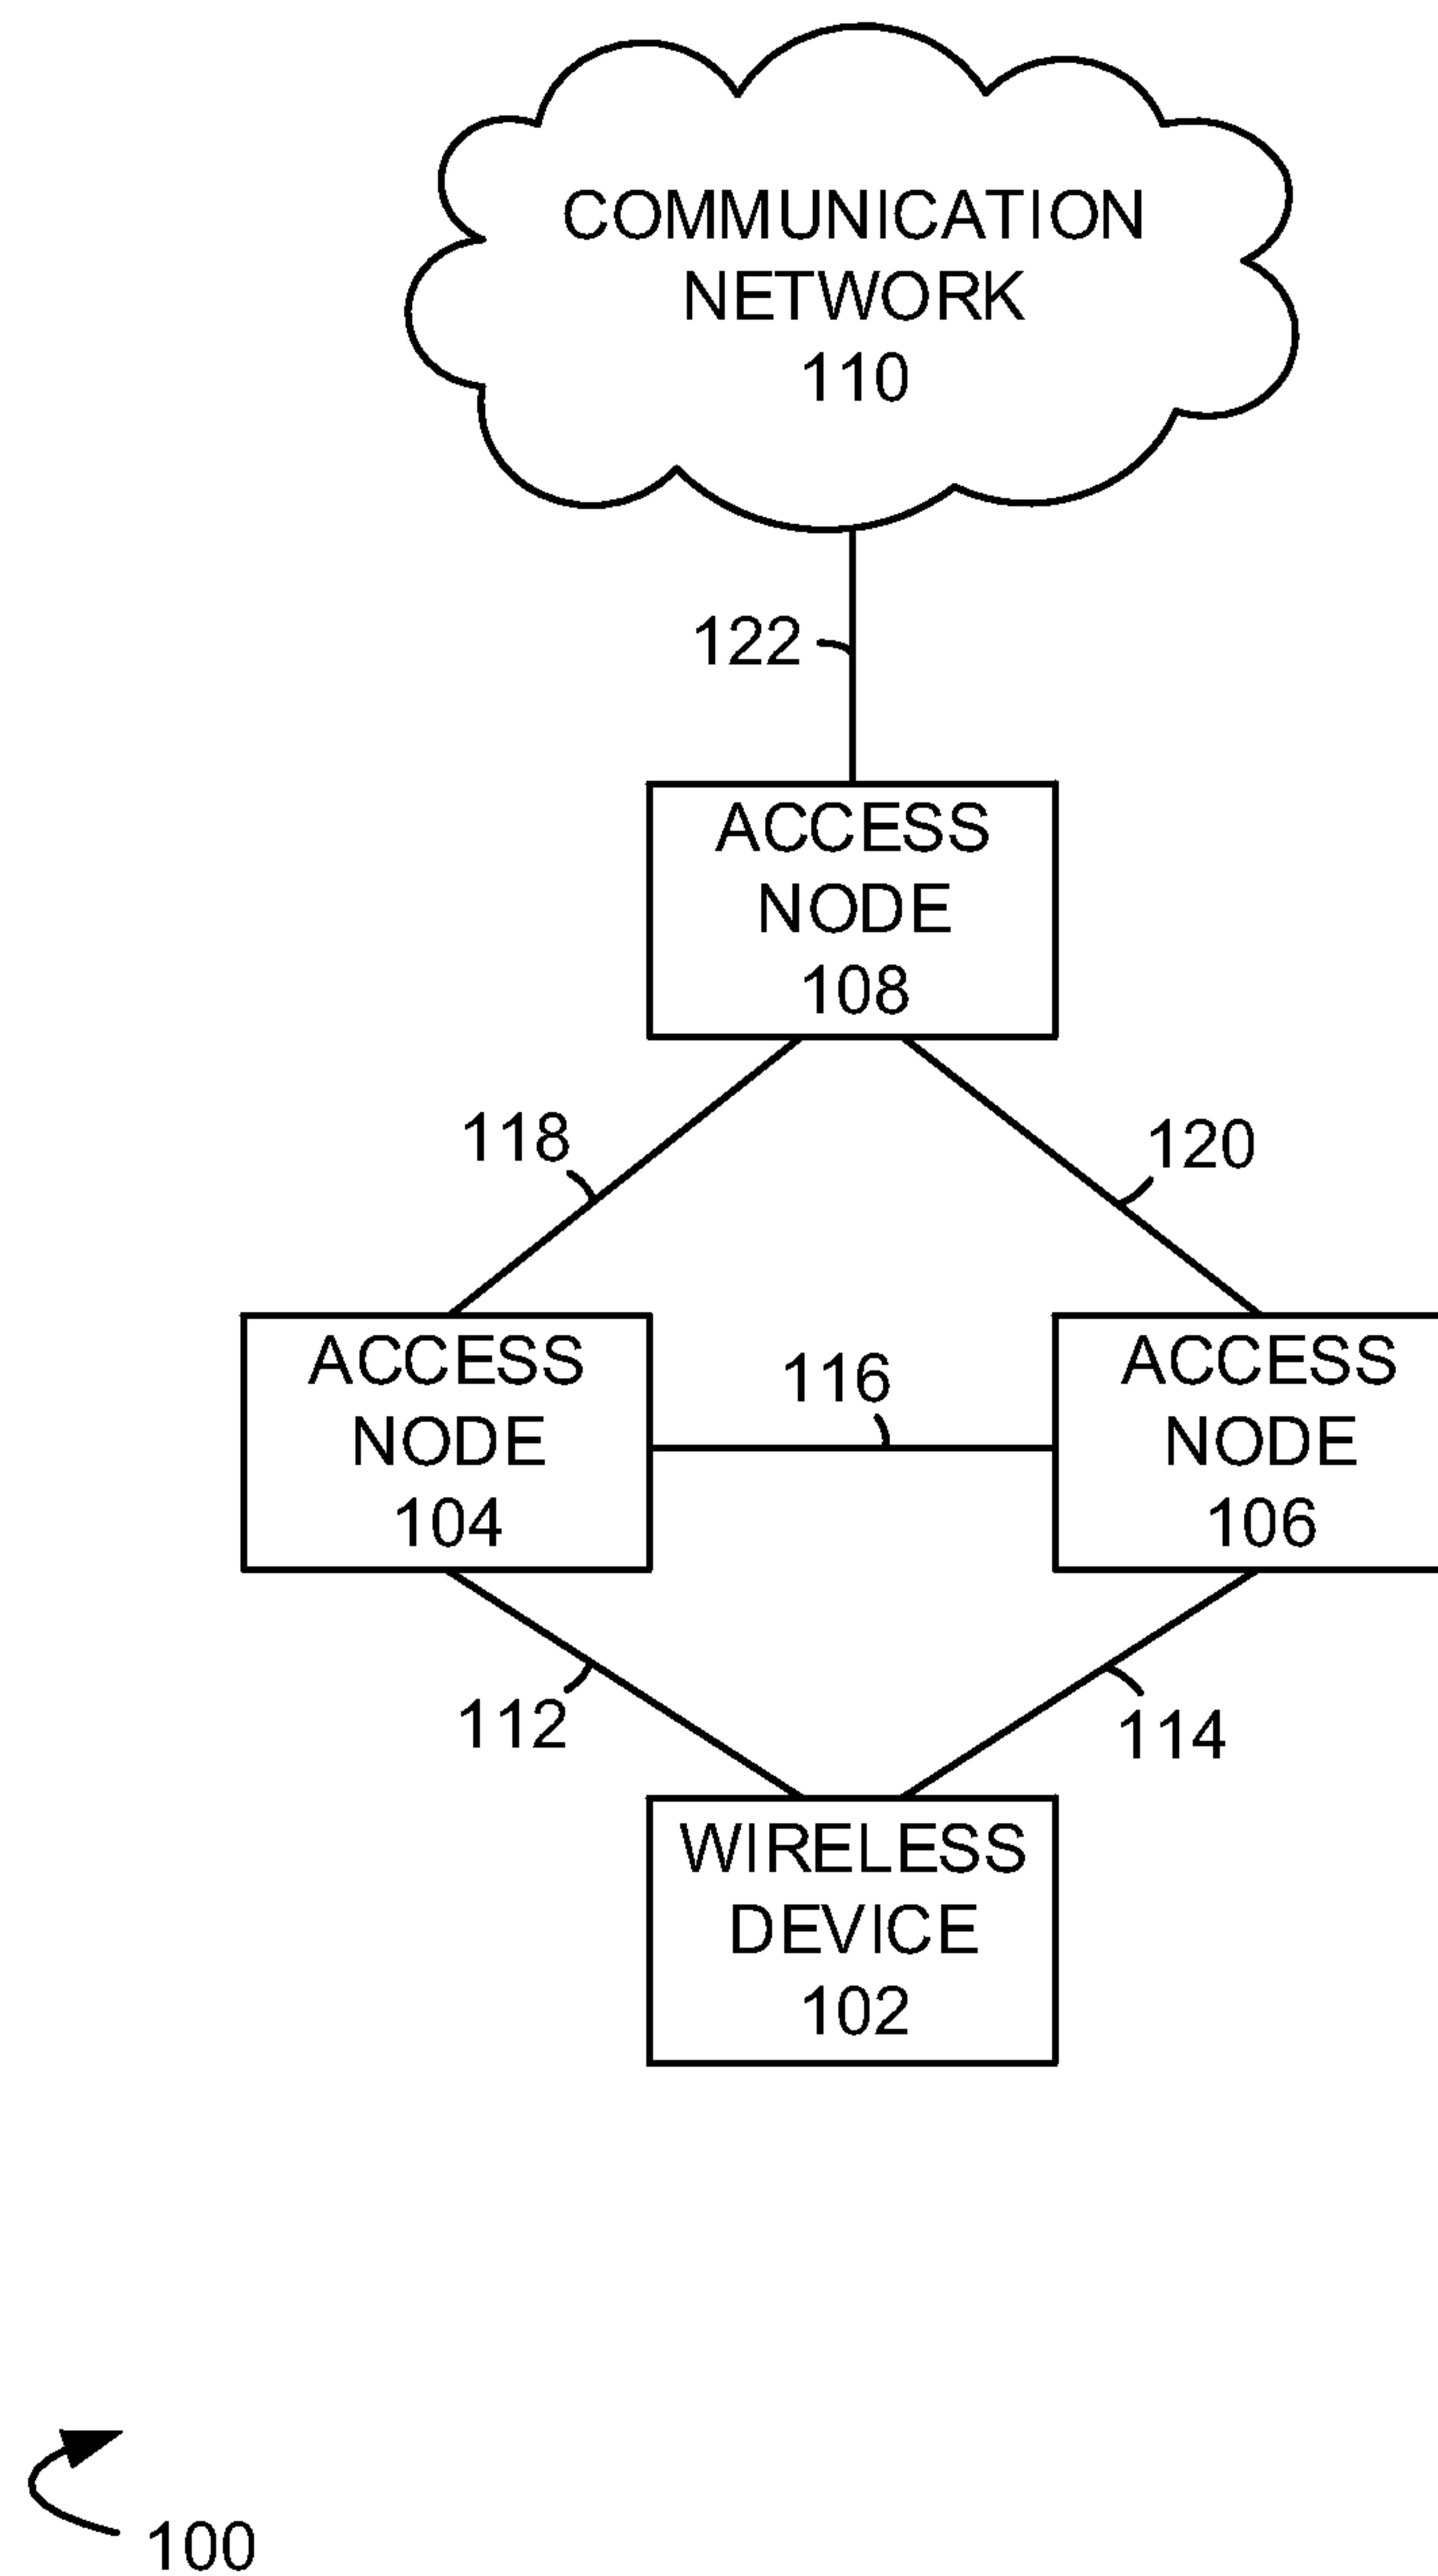 COMMUNICATION
NETWORK
110
122
ACCESS
NODE
108
118
120
ACCESS
NODE
104
116
ACCESS
NODE
106
112
114
WIRELESS
DEVICE
102
100